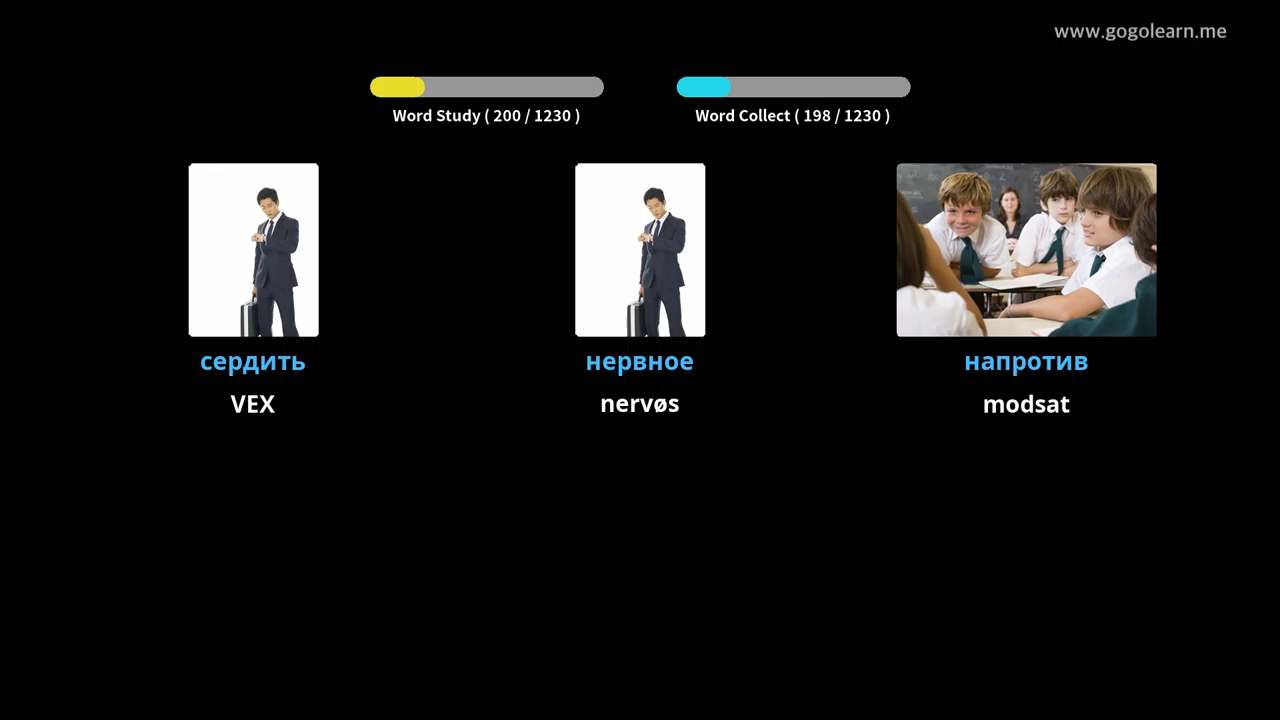 www.gogolearn.me
Word Study ( 200 / 1230 )
Word Collect ( 198 / 1230 )
сердить
нервное
напротив
VEX
nervøs
modsat